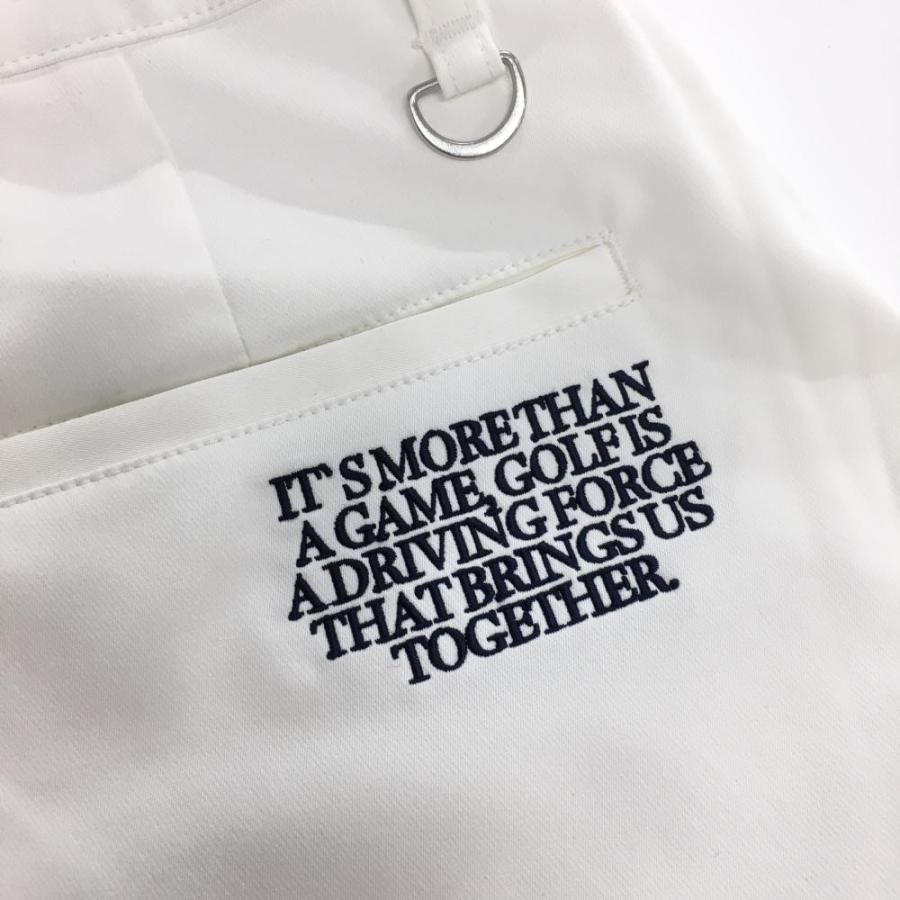 IT'S MORE THAN
A GAME, GOLF IS
A DRIVING FORCE
THAT BRINGS US
TOGETHER.